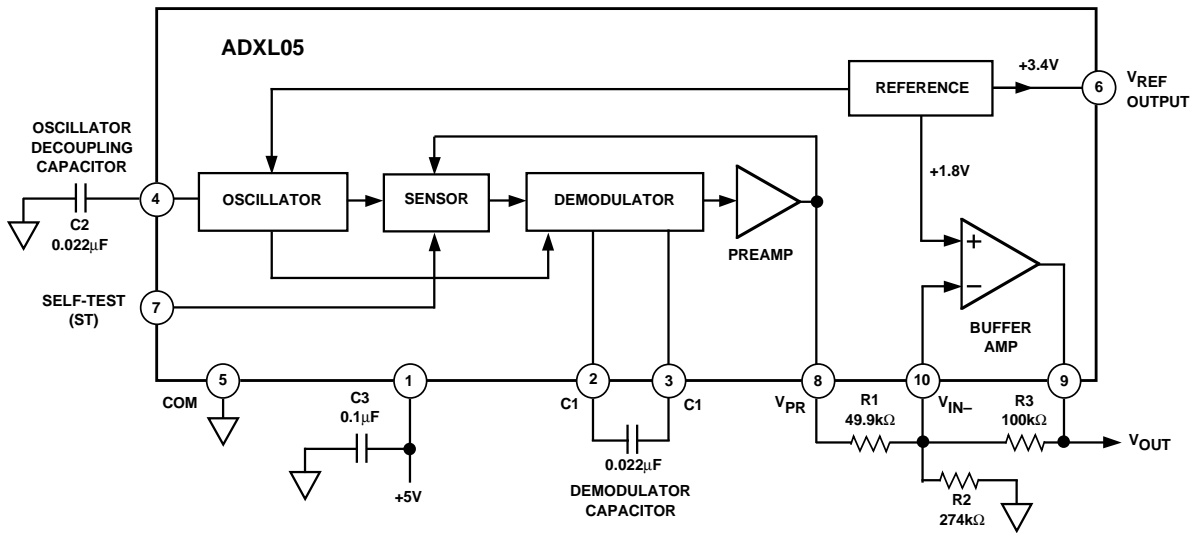 ADXL05
+3.4V
6
VREF
OUTPUT
REFERENCE
OSCILLATOR
DECOUPLING
CAPACITOR
+1.8V
4
OSCILLATOR
SENSOR
DEMODULATOR
C2
0.022μF
+
PREAMP
−
SELF-TEST
(ST)
7
BUFFER
AMP
5
1
2
3
8
10
9
COM
C3
0.1μF
C1
C1
VPR
R1
49.9kΩ
VIN–
R3
100kΩ
VOUT
0.022μF
+5V
DEMODULATOR
CAPACITOR
R2
274kΩ